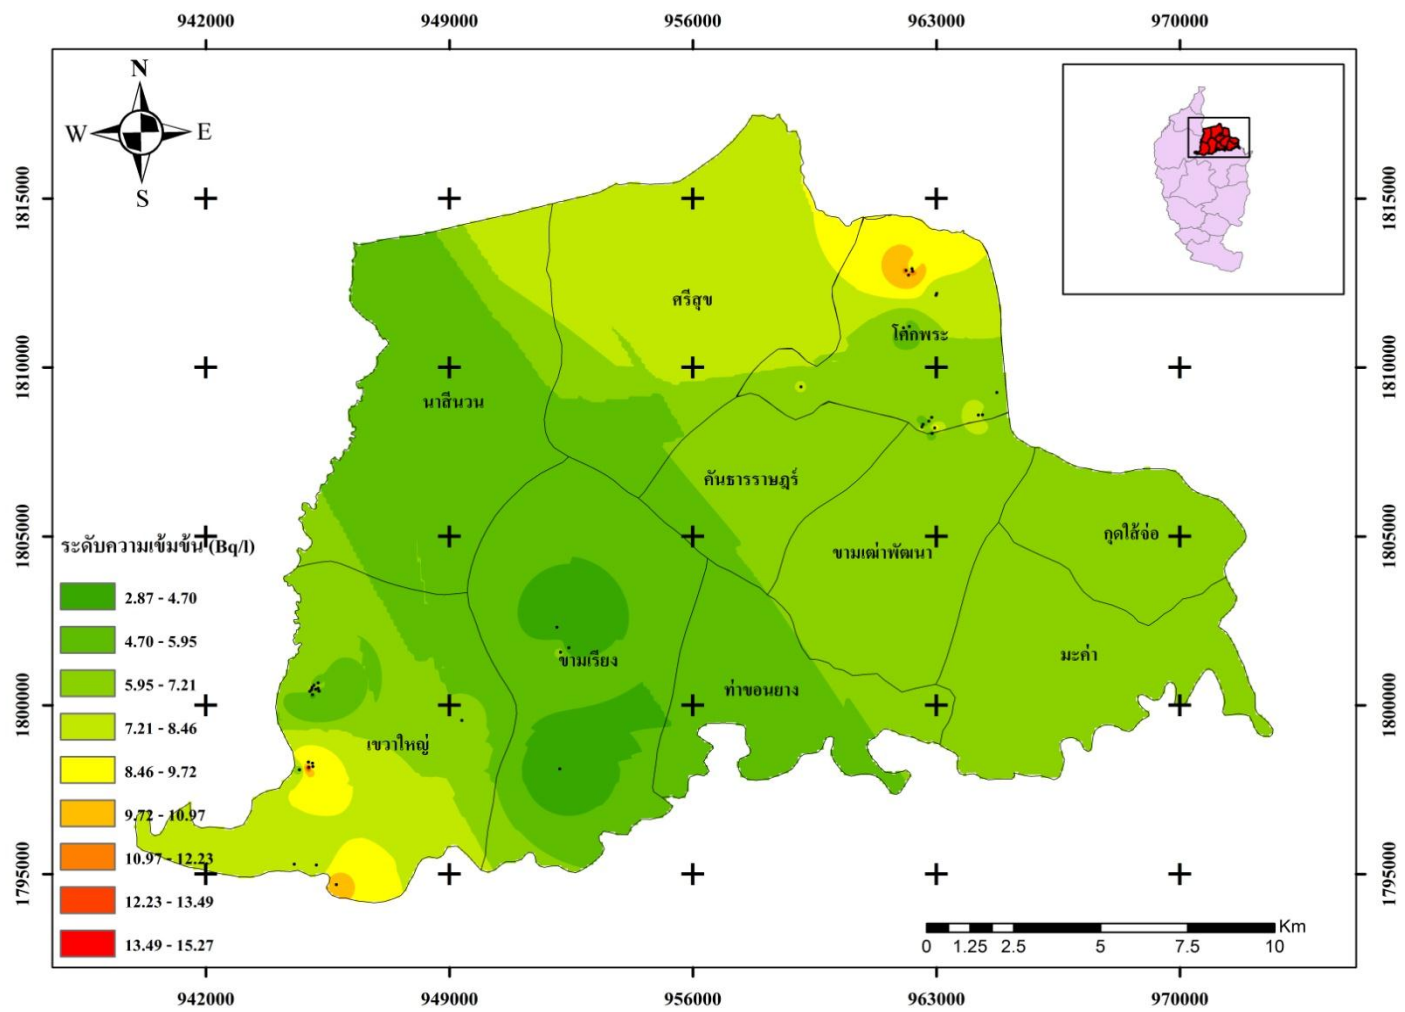 942000 949000 956000 963000 970000
N
W E
S
1815000 1815000
ศรีสุข
โคกพระ
1810000 1810000
นาสีนวน
คันธารราษฎร์
กุดใส้จ่อ
1805000 1805000
ขามเฒ่าพัฒนา
ระดับความเข้มข้น (Bq/l)
2.87 - 4.70
4.70 - 5.95
มะค่า
ขามเรียง
5.95 - 7.21
ท่าขอนยาง
1800000 1800000
7.21 - 8.46
เขวาใหญ่
8.46 - 9.72
9.72 - 10.97
10.97 - 12.23
1795000 1795000
12.23 - 13.49
13.49 - 15.27
Km
0 1.25 2.5 5 7.5 10
942000 949000 956000 963000 970000